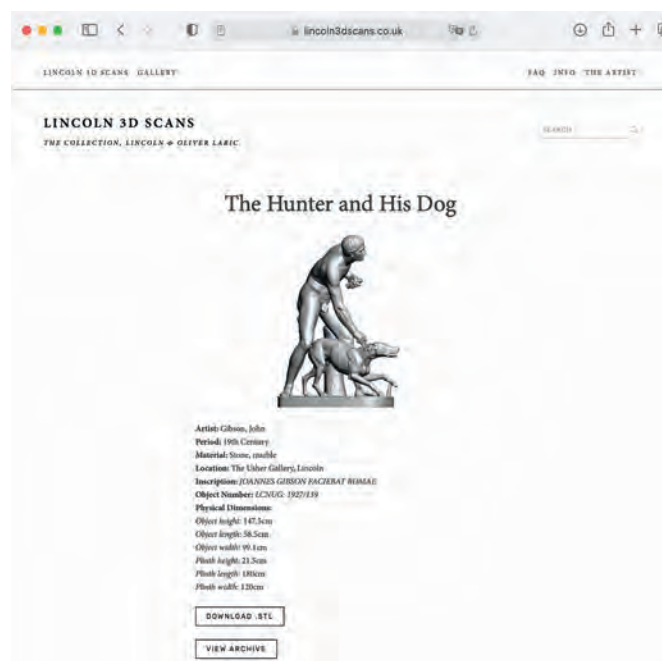 lincoln3dscans.co.uk
LINCOLN 3D SCANS GALLERY
FAQ INFO THE ARTIST
LINCOLN 3D SCANS
SEARCH
THE COLLECTION, LINCOLN & OLIVER LARIC
The Hunter and His Dog
Artist: Gibson, John
Period: 19th Century
Material: Stone, marble
Location: The Usher Gallery, Lincoln
Inscription: JOANNES GIBSON FACIEBAT ROMAE
Object Number: LCNUG: 1927/139
Physical Dimensions:
Object height: 147.5cm
Object length: 58.5cm
Object width: 99.1cm
Plinth height: 21.5cm
Plinth length: 180cm
Plinth width: 120cm
DOWNLOAD .STL
VIEW ARCHIVE